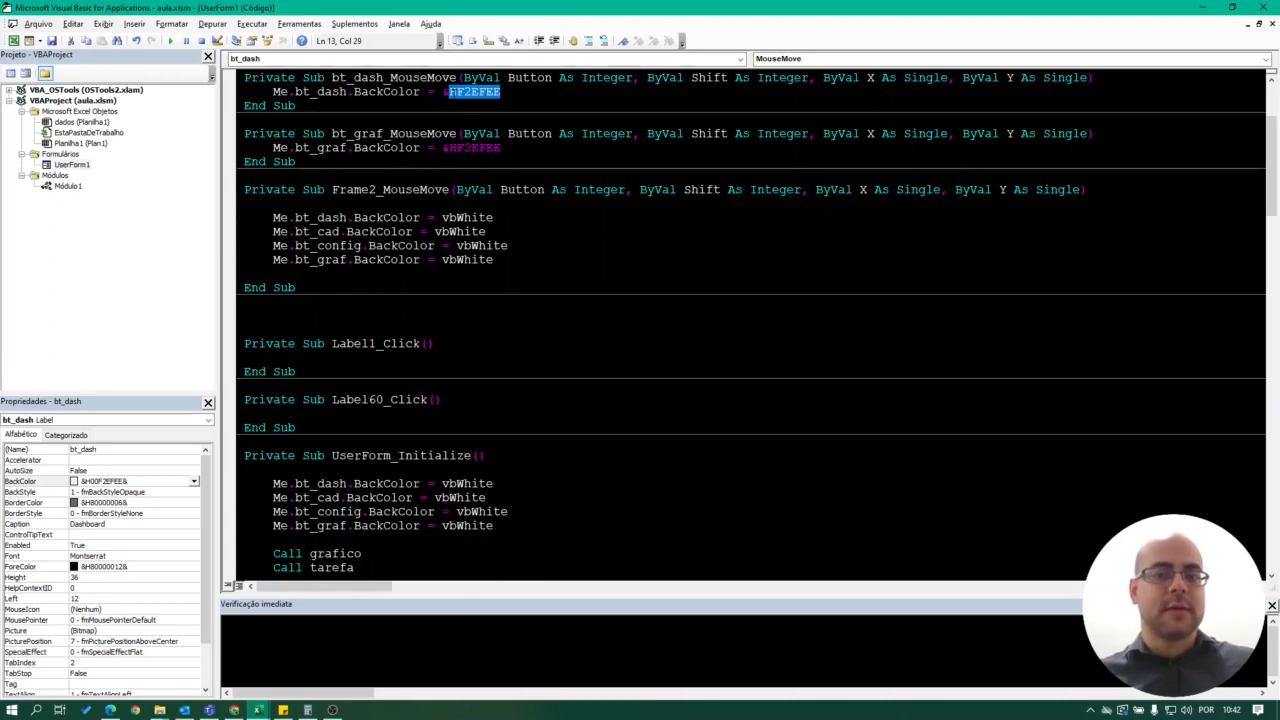 Microsoft Visual Basic for Applications - aula.xlsm - [UserForm1 (Código)]
Arquivo Editar Exibir Inserir Formatar Depurar Executar Ferramentas Suplementos Janela Ajuda
Ln 13, Col 29
Projeto - VBAProject
VBA_OSTools (OSTools2.xlam)
VBAProject (aula.xlsm)
Microsoft Excel Objetos
dados (Planilha1)
EstaPastaDeTrabalho
Planilha1 (Plan1)
Formulários
UserForm1
Módulos
Módulo1
Propriedades - bt_dash
bt_dash Label
Alfabético Categorizado
(Name) bt_dash
Accelerator
AutoSize False
BackColor &H00F2EFEE&
BackStyle 1 - fmBackStyleOpaque
BorderColor &H80000006&
BorderStyle 0 - fmBorderStyleNone
Caption Dashboard
ControlTipText
Enabled True
Font Montserrat
ForeColor &H80000012&
Height 36
HelpContextID 0
Left 12
MouseIcon (Nenhum)
MousePointer 0 - fmMousePointerDefault
Picture (Bitmap)
PicturePosition 7 - fmPicturePositionAboveCenter
SpecialEffect 0 - fmSpecialEffectFlat
TabIndex 2
TabStop False
Tag
TextAlign 1 - fmTextAlignLeft
bt_dash MouseMove
Private Sub bt_dash_MouseMove(ByVal Button As Integer, ByVal Shift As Integer, ByVal X As Single, ByVal Y As Single)
Me.bt_dash.BackColor = &HF2EFEE
End Sub
Private Sub bt_graf_MouseMove(ByVal Button As Integer, ByVal Shift As Integer, ByVal X As Single, ByVal Y As Single)
Me.bt_graf.BackColor = &HF2EFEE
End Sub
Private Sub Frame2_MouseMove(ByVal Button As Integer, ByVal Shift As Integer, ByVal X As Single, ByVal Y As Single)
Me.bt_dash.BackColor = vbWhite
Me.bt_cad.BackColor = vbWhite
Me.bt_config.BackColor = vbWhite
Me.bt_graf.BackColor = vbWhite
End Sub
Private Sub Label1_Click()
End Sub
Private Sub Label60_Click()
End Sub
Private Sub UserForm_Initialize()
Me.bt_dash.BackColor = vbWhite
Me.bt_cad.BackColor = vbWhite
Me.bt_config.BackColor = vbWhite
Me.bt_graf.BackColor = vbWhite
Call grafico
Call tarefa
Verificação imediata
POR 10:42